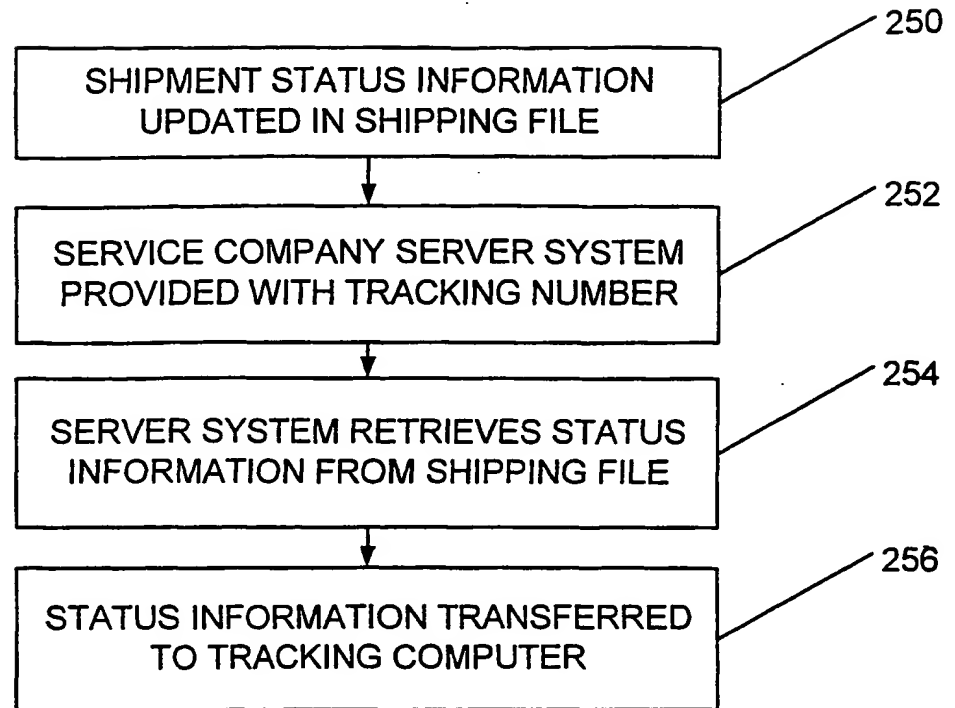 250
SHIPMENT STATUS INFORMATION
UPDATED IN SHIPPING FILE
252
SERVICE COMPANY SERVER SYSTEM
PROVIDED WITH TRACKING NUMBER
254
SERVER SYSTEM RETRIEVES STATUS
INFORMATION FROM SHIPPING FILE
256
STATUS INFORMATION TRANSFERRED
TO TRACKING COMPUTER